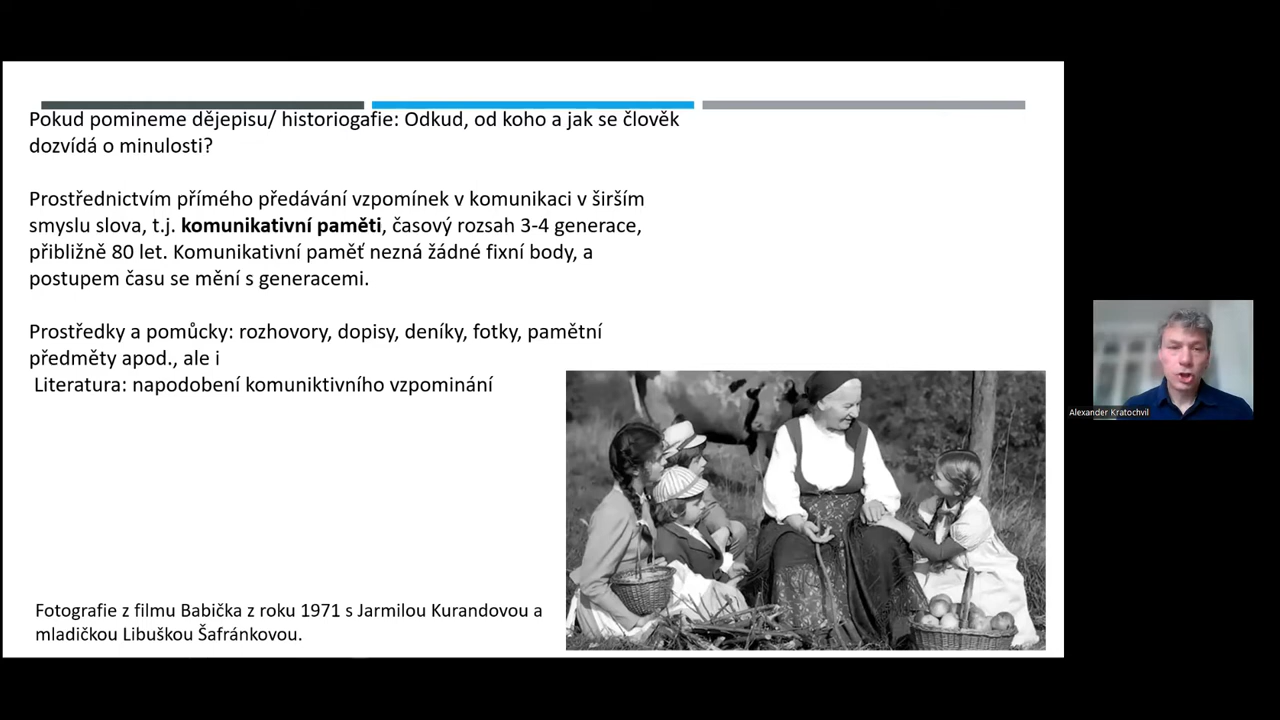 Pokud pomineme dějepisu/ historiogafie: Odkud, od koho a jak se člověk
dozvídá o minulosti?
Prostřednictvím přímého předávání vzpomínek v komunikaci v širším
smyslu slova, t.j. komunikativní paměti, časový rozsah 3-4 generace,
přibližně 80 let. Komunikativní paměť nezná žádné fixní body, a
postupem času se mění s generacemi.
Prostředky a pomůcky: rozhovory, dopisy, deníky, fotky, pamětní
předměty apod., ale i
Literatura: napodobení komuniktivního vzpominání
Fotografie z filmu Babička z roku 1971 s Jarmilou Kurandovou a
mladičkou Libuškou Šafránkovou.
Alexander Kratochvil